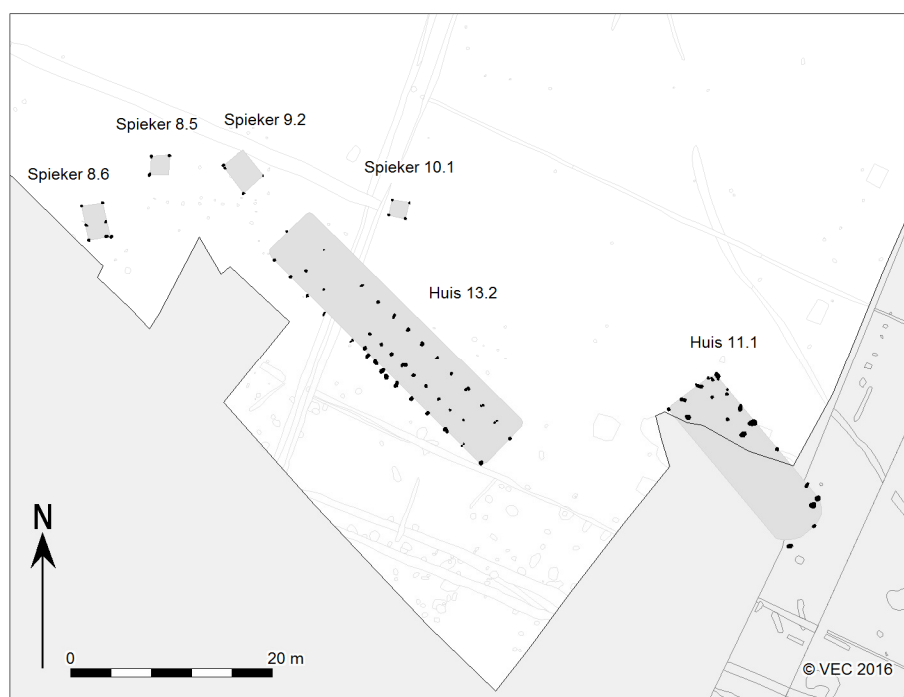 Spieker 8.5
Spieker 9.2
Spieker 8.6
Spieker 10.1
Huis 13.2
Huis 11.1
N
0 20 m
© VEC 2016